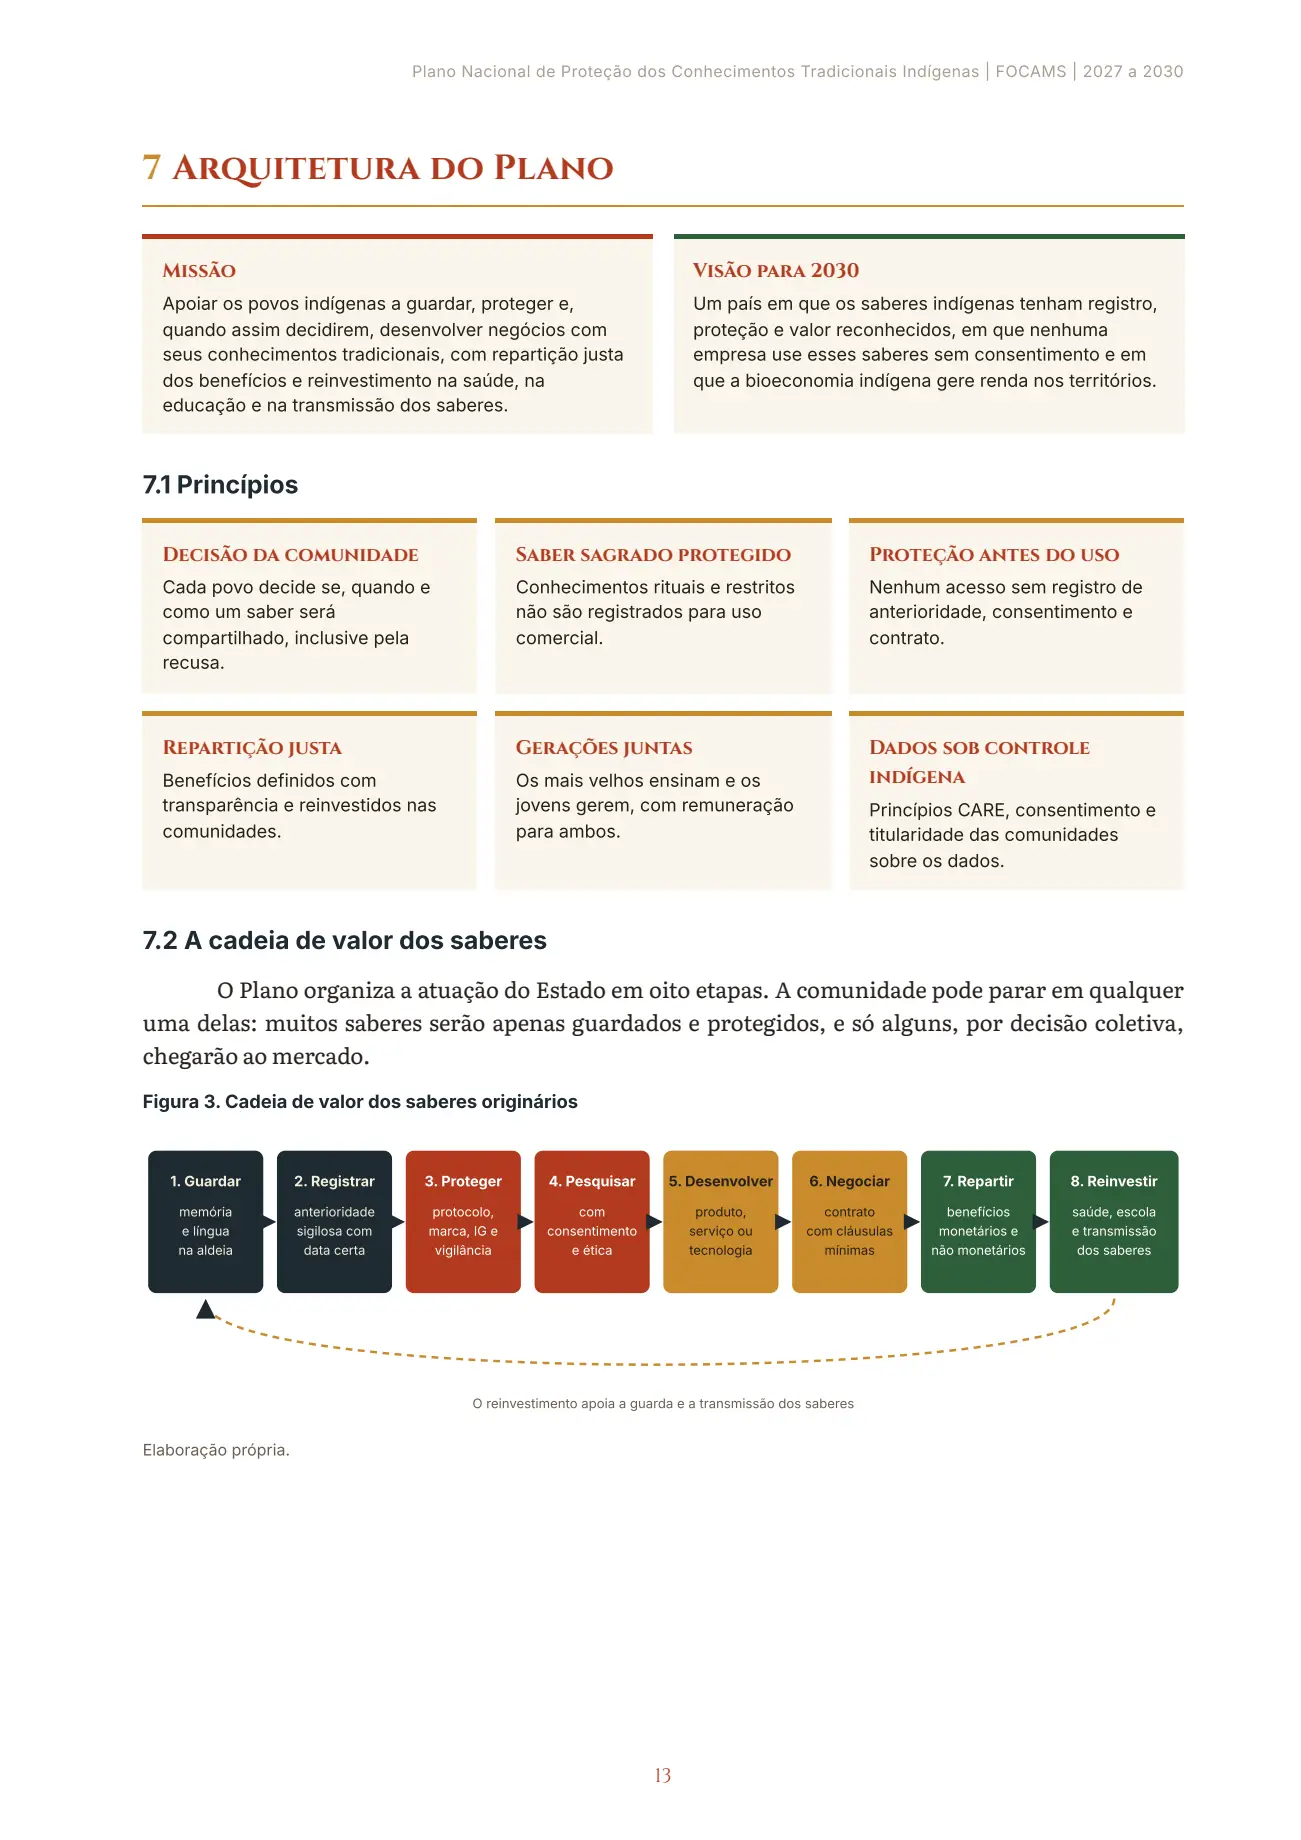 Plano Nacional de Proteção dos Conhecimentos Tradicionais Indígenas | FOCAMS | 2027 a 2030
7 Arquitetura do Plano
Missão
Apoiar os povos indígenas a guardar, proteger e,
quando assim decidirem, desenvolver negócios com
seus conhecimentos tradicionais, com repartição justa
dos benefícios e reinvestimento na saúde, na
educação e na transmissão dos saberes.
Visão para 2030
Um país em que os saberes indígenas tenham registro,
proteção e valor reconhecidos, em que nenhuma
empresa use esses saberes sem consentimento e em
que a bioeconomia indígena gere renda nos territórios.
7.1 Princípios
Decisão da comunidade
Cada povo decide se, quando e
como um saber será
compartilhado, inclusive pela
recusa.
Saber sagrado protegido
Conhecimentos rituais e restritos
não são registrados para uso
comercial.
Proteção antes do uso
Nenhum acesso sem registro de
anterioridade, consentimento e
contrato.
Repartição justa
Benefícios definidos com
transparência e reinvestidos nas
comunidades.
Gerações juntas
Os mais velhos ensinam e os
jovens gerem, com remuneração
para ambos.
Dados sob controle
indígena
Princípios CARE, consentimento e
titularidade das comunidades
sobre os dados.
7.2 A cadeia de valor dos saberes
O Plano organiza a atuação do Estado em oito etapas. A comunidade pode parar em qualquer
uma delas: muitos saberes serão apenas guardados e protegidos, e só alguns, por decisão coletiva,
chegarão ao mercado.
Figura 3. Cadeia de valor dos saberes originários
1. Guardar
memória
e língua
na aldeia
2. Registrar
anterioridade
sigilosa com
data certa
3. Proteger
protocolo,
marca, IG e
vigilância
4. Pesquisar
com
consentimento
e ética
5. Desenvolver
produto,
serviço ou
tecnologia
6. Negociar
contrato
com cláusulas
mínimas
7. Repartir
benefícios
monetários e
não monetários
8. Reinvestir
saúde, escola
e transmissão
dos saberes
O reinvestimento apoia a guarda e a transmissão dos saberes
Elaboração própria.
13